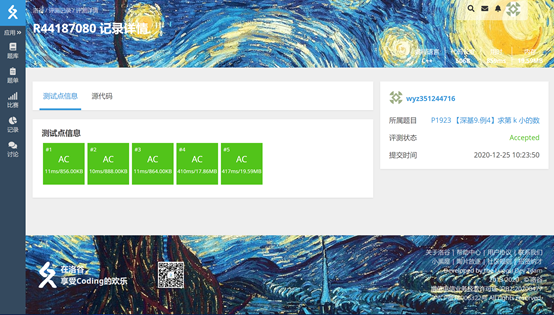 洛谷 / 评测记录 / 评测详情
R44187080 记录详情
应用
题库
题单
比赛
记录
讨论
C++
测试点信息
源代码
测试点信息
#1
AC
11ms/856.00KB
#2
AC
10ms/888.00KB
#3
AC
11ms/864.00KB
#4
AC
410ms/17.86MB
#5
AC
417ms/19.59MB
wyz351244716
所属题目
P1923 【深基9.例4】求第 k 小的数
评测状态
Accepted
提交时间
2020-12-25 10:23:50
在洛谷，
享受Coding的欢乐
关于洛谷 | 帮助中心 | 用户协议 | 联系我们